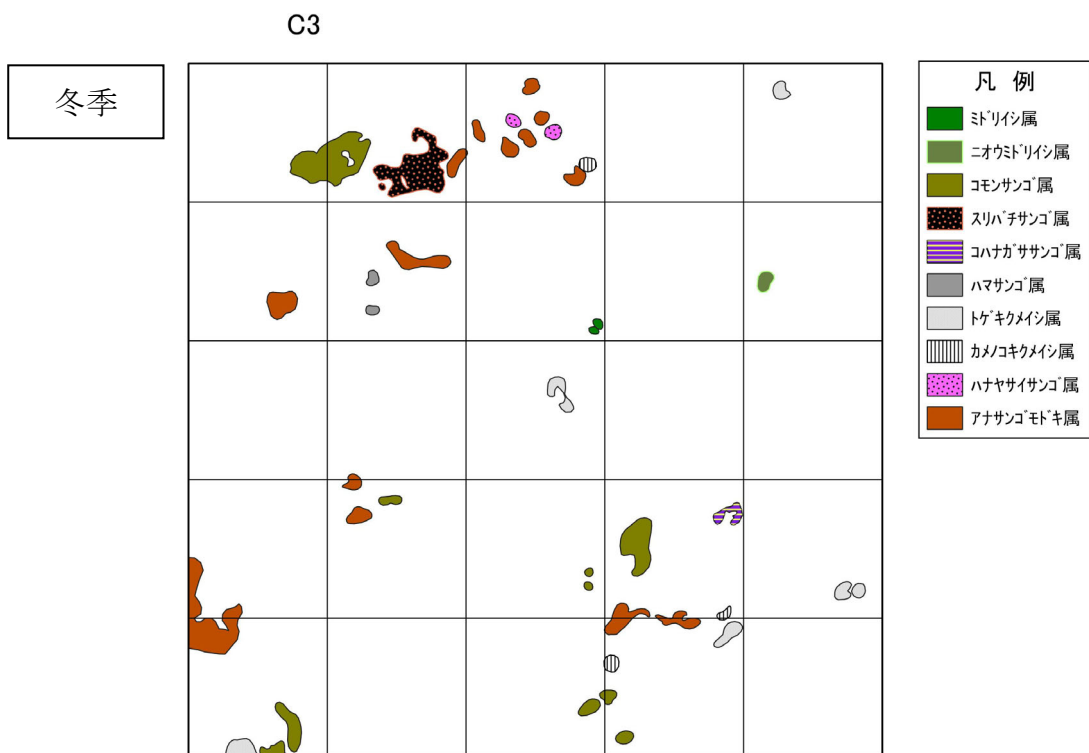 C3
冬季
凡 例
ミドリイシ属
ニオウミドリイシ属
コモンサンゴ属
スリバチサンゴ属
コハナガササンゴ属
ハマサンゴ属
トゲキクメイシ属
カメノコキクメイシ属
ハナヤサイサンゴ属
アナサンゴモドキ属